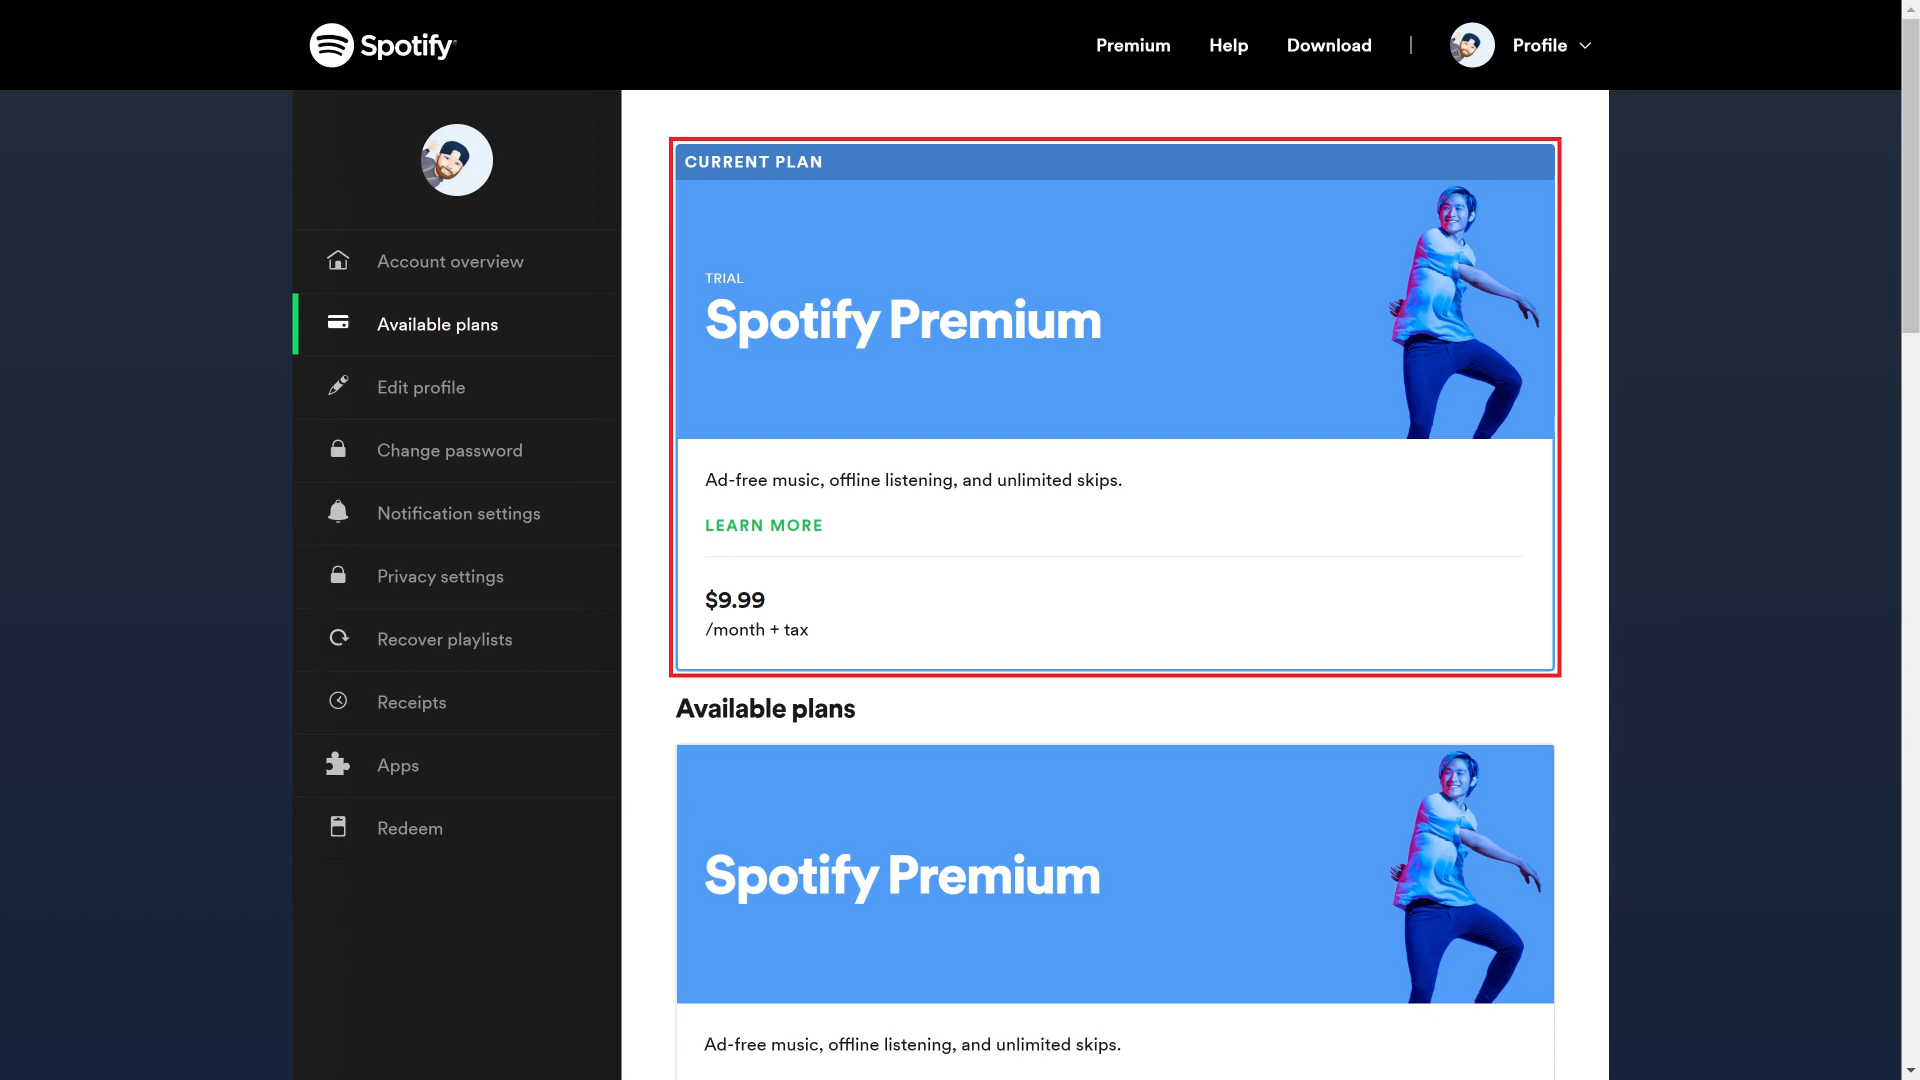 Spotify
Premium
Help
Download
Profile
Account overview
Available plans
Edit profile
Change password
Notification settings
Privacy settings
Recover playlists
Receipts
Apps
Redeem
CURRENT PLAN
TRIAL
Spotify Premium
Ad-free music, offline listening, and unlimited skips.
LEARN MORE
$9.99
/month + tax
Available plans
Spotify Premium
Ad-free music, offline listening, and unlimited skips.